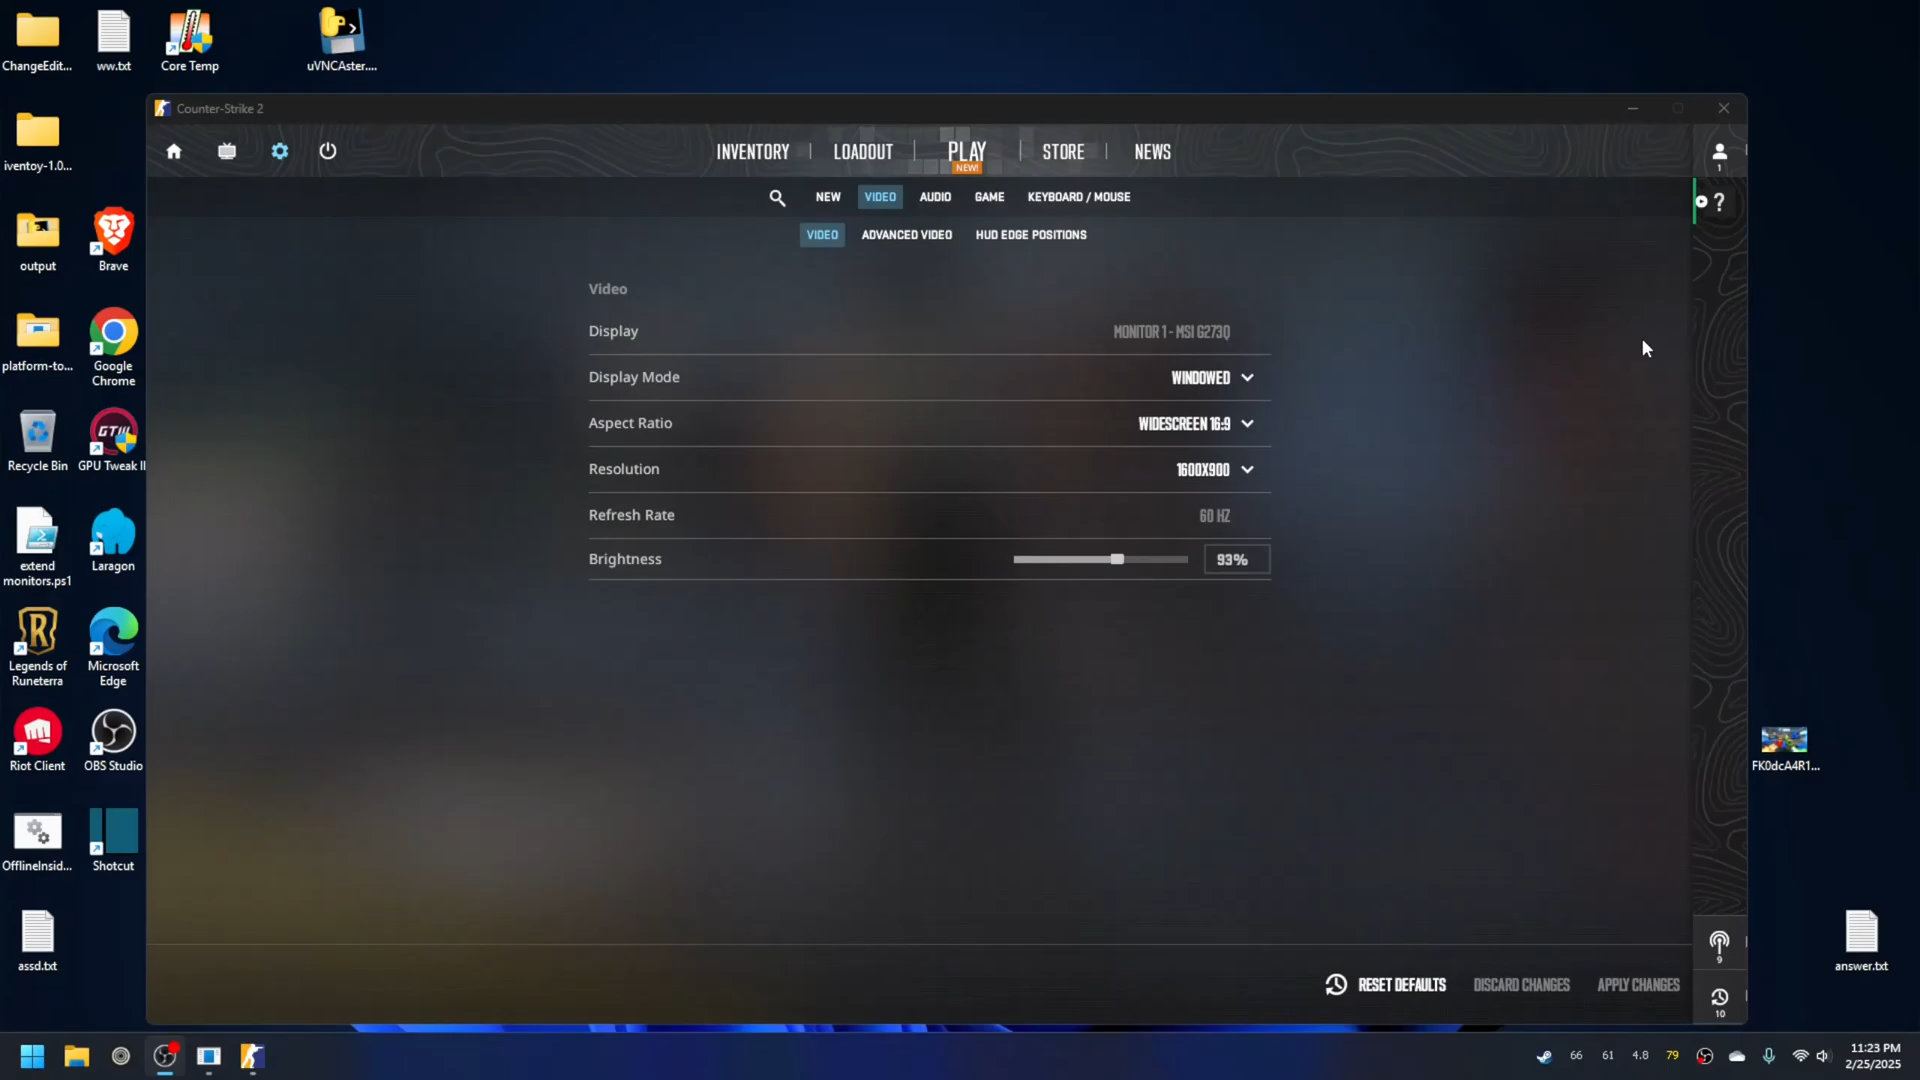 ChangeEdit...
ww.txt
Core Temp
uVNCAster....
iventoy-1.0...
output
Brave
platform-to...
Google
Chrome
Recycle Bin
GPU Tweak II
extend
monitors.ps1
Laragon
Legends of
Runeterra
Microsoft
Edge
Riot Client
OBS Studio
OfflineInsid...
Shotcut
assd.txt
Counter-Strike 2
INVENTORY
LOADOUT
PLAY
NEW!
STORE
NEWS
1
NEW
VIDEO
AUDIO
GAME
KEYBOARD / MOUSE
?
VIDEO
ADVANCED VIDEO
HUD EDGE POSITIONS
Video
Display
MONITOR 1 - MSI G273Q
Display Mode
WINDOWED
Aspect Ratio
WIDESCREEN 16:9
Resolution
1600X900
Refresh Rate
60 HZ
Brightness
93%
9
RESET DEFAULTS
DISCARD CHANGES
APPLY CHANGES
10
FK0dcA4R1...
answer.txt
66
61
4.8
79
11:23 PM
2/25/2025
GTIII